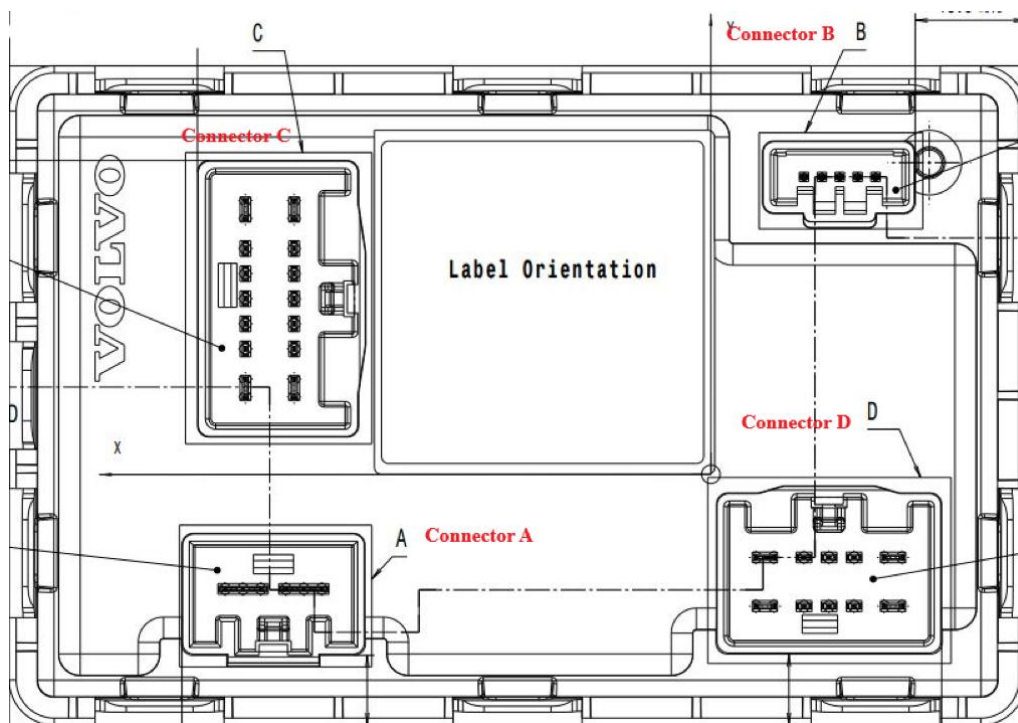 C
Y
Connector B
B
Connector C
VOLVO
Label Orientation
Connector D
D
X
Connector A
A